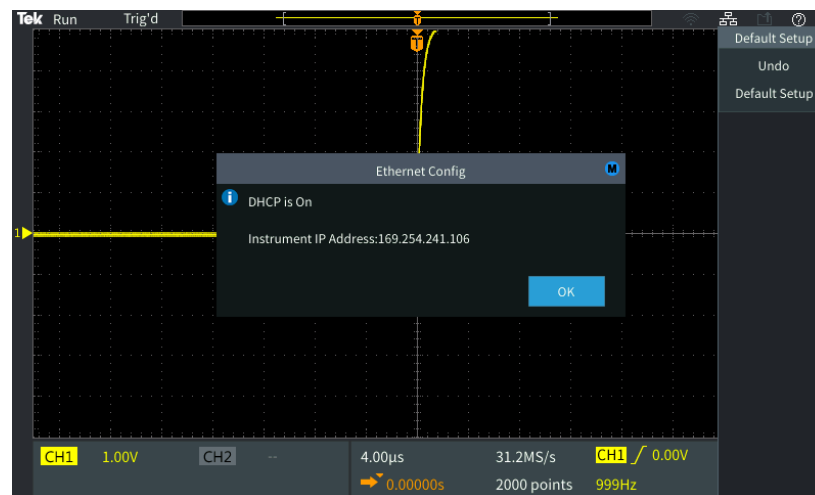 Tek Run Trig'd
T
T
Default Setup
Undo
Default Setup
Ethernet Config M
i DHCP is On
1
Instrument IP Address:169.254.241.106
OK
CH1 1.00V CH2 -- 4.00µs 31.2MS/s CH1 0.00V
0.00000s 2000 points 999Hz